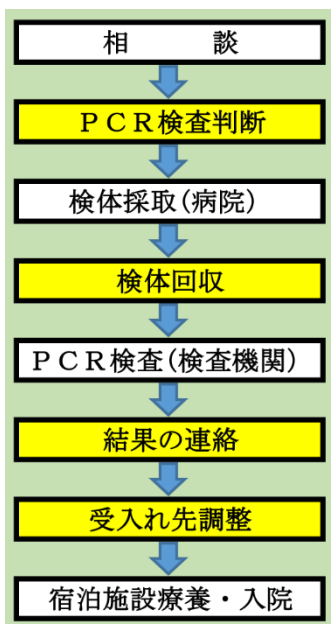 相　　　談
ＰＣＲ検査判断
検体採取（病院）
検体回収
ＰＣＲ検査（検査機関）
結果の連絡
受入れ先調整
宿泊施設療養・入院